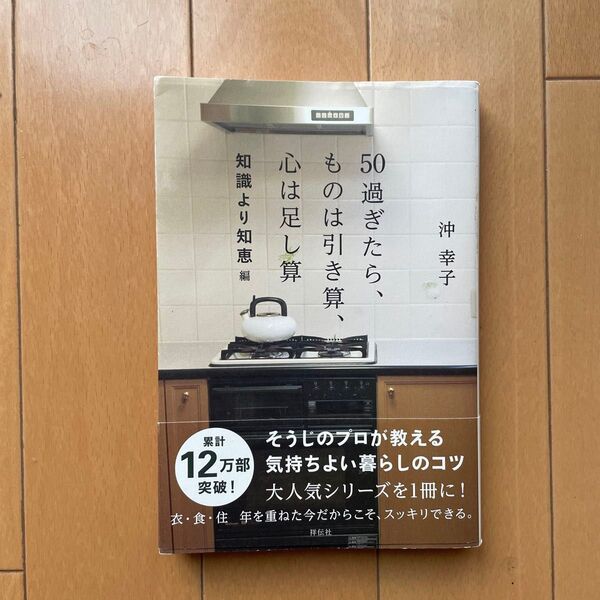 沖 幸子
50過ぎたら、
ものは引き算、
心は足し算
知識より知恵 編
累計
12万部
突破!
そうじのプロが教える
気持ちよい暮らしのコツ
大人気シリーズを1冊に!
衣・食・住 年を重ねた今だからこそ、スッキリできる。
祥伝社